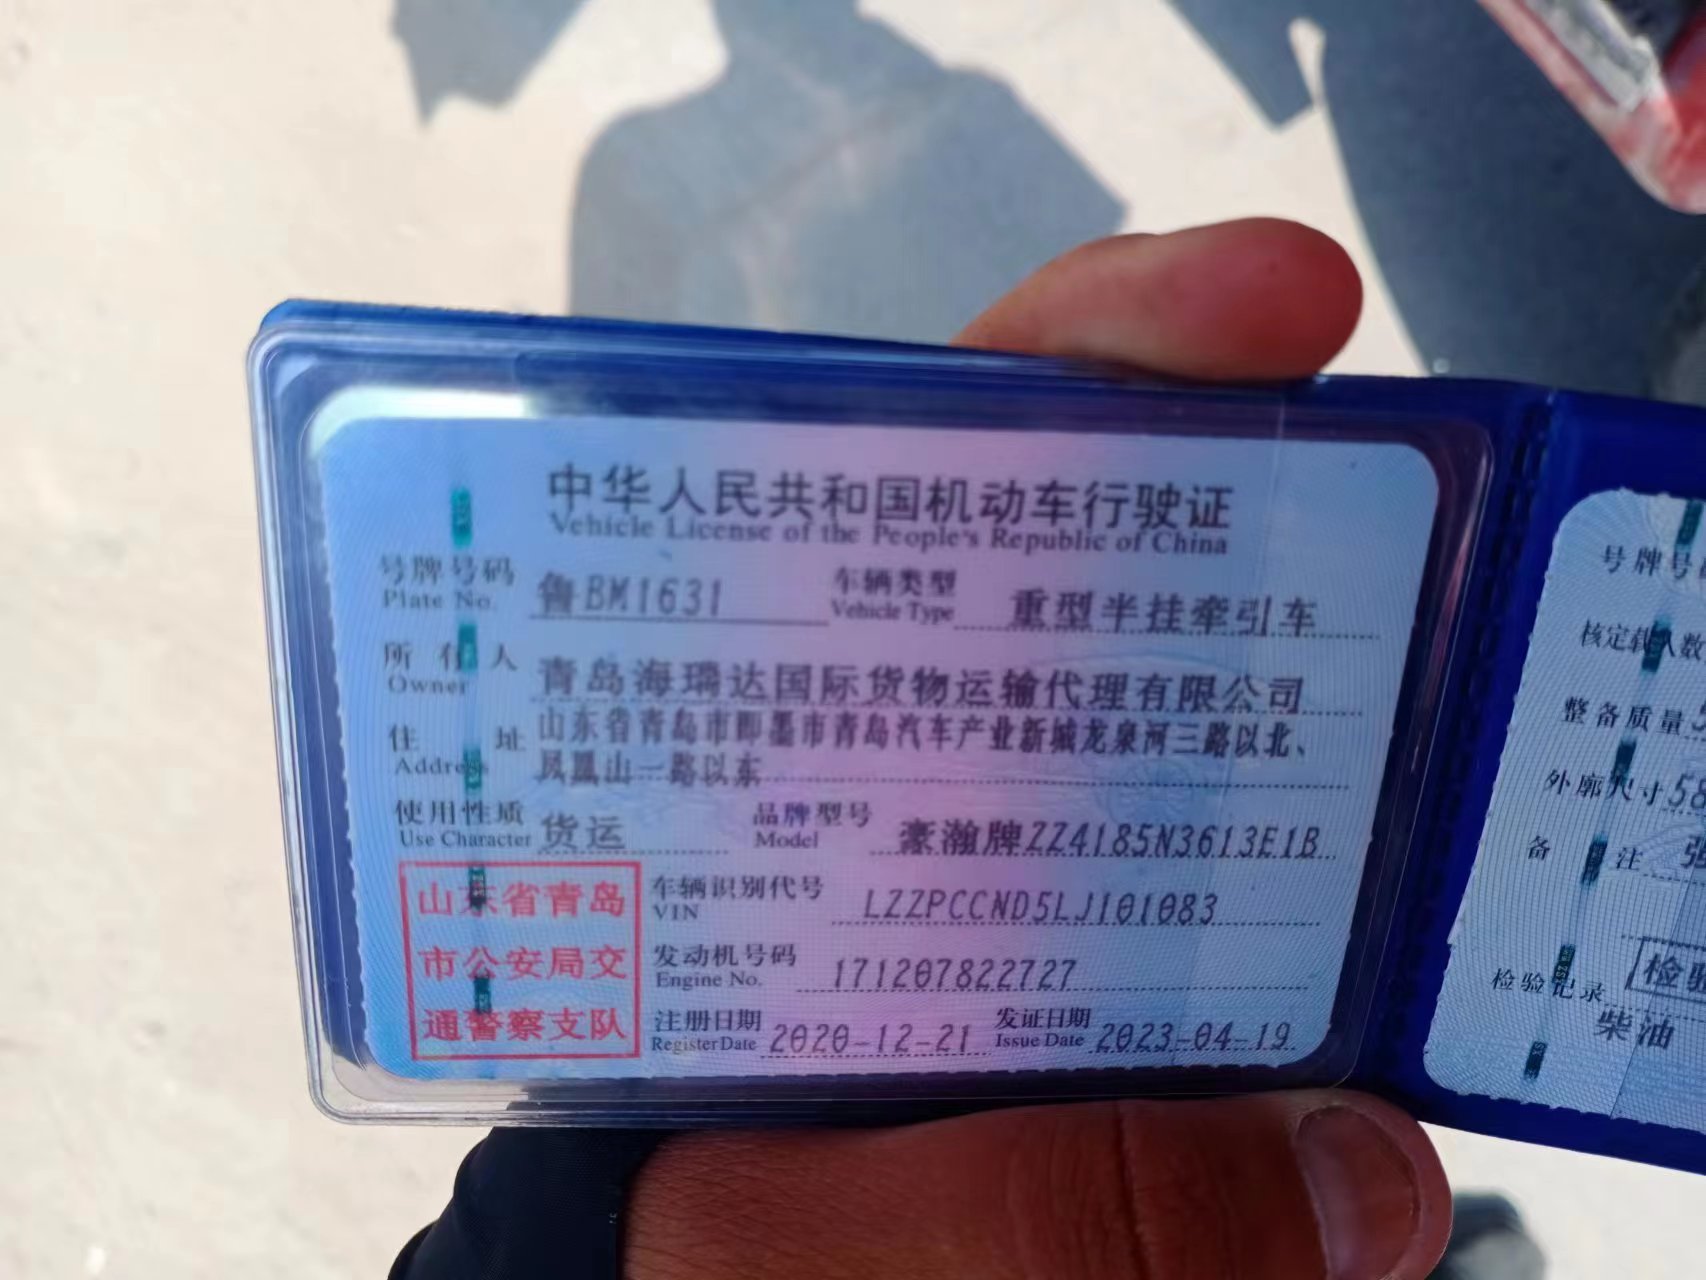 中华人民共和国机动车行驶证
Vehicle License of the People's Republic of China
号牌号码 鲁BM1631 车辆类型 重型半挂牵引车
Plate No. Vehicle Type
所有人 青岛海瑞达国际货物运输代理有限公司
Owner
住址 山东省青岛市即墨市青岛汽车产业新城龙泉河三路以北、
Address 凤凰山一路以东
使用性质 货运 品牌型号 豪瀚牌ZZ4185N3613E1B
Use Character Model
山东省青岛
市公安局交
通警察支队
车辆识别代号 LZZPCCND5LJ101083
VIN
发动机号码 171207822727
Engine No.
注册日期 2020-12-21 发证日期 2023-04-19
Register Date Issue Date
号牌号
核定载人数
整备质量
外廓尺寸
备注
检验记录
柴油